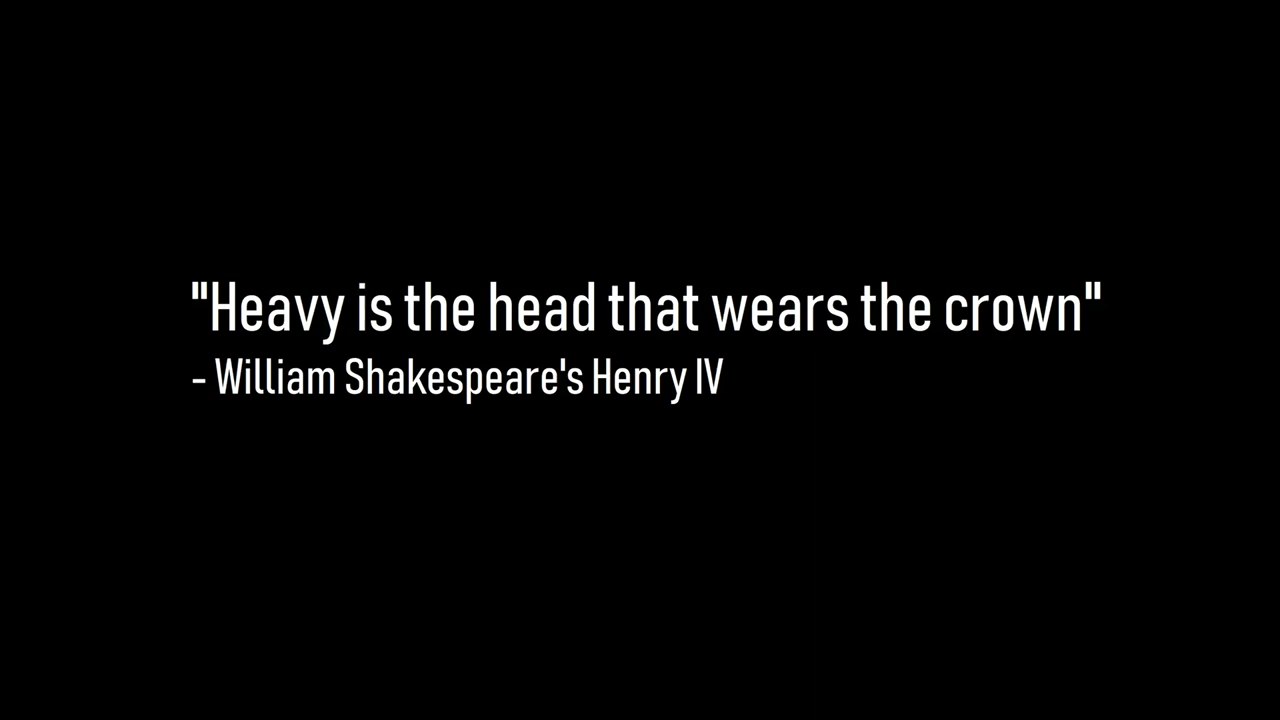 "Heavy is the head that wears the crown"
- William Shakespeare's Henry IV